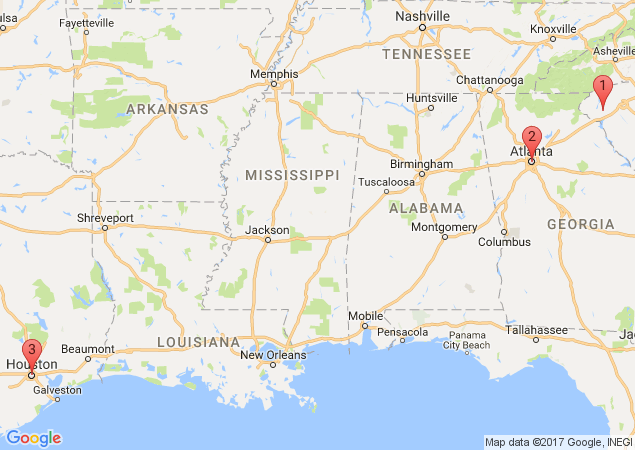 Nashville
Fayetteville
ulsa
Knoxville
TENNESSEE
Asheville
Memphis
Chattanooga
1
ARKANSAS
Huntsville
2
Atlanta
MISSISSIPPI
Birmingham
Tuscaloosa
ALABAMA
Shreveport
Jackson
Montgomery
Columbus
GEORGIA
Mobile
Pensacola
Panama
City Beach
Tallahassee
Ja
LOUISIANA
3
Beaumont
New Orleans
Houston
Galveston
Google
Map data ©2017 Google, INEGI